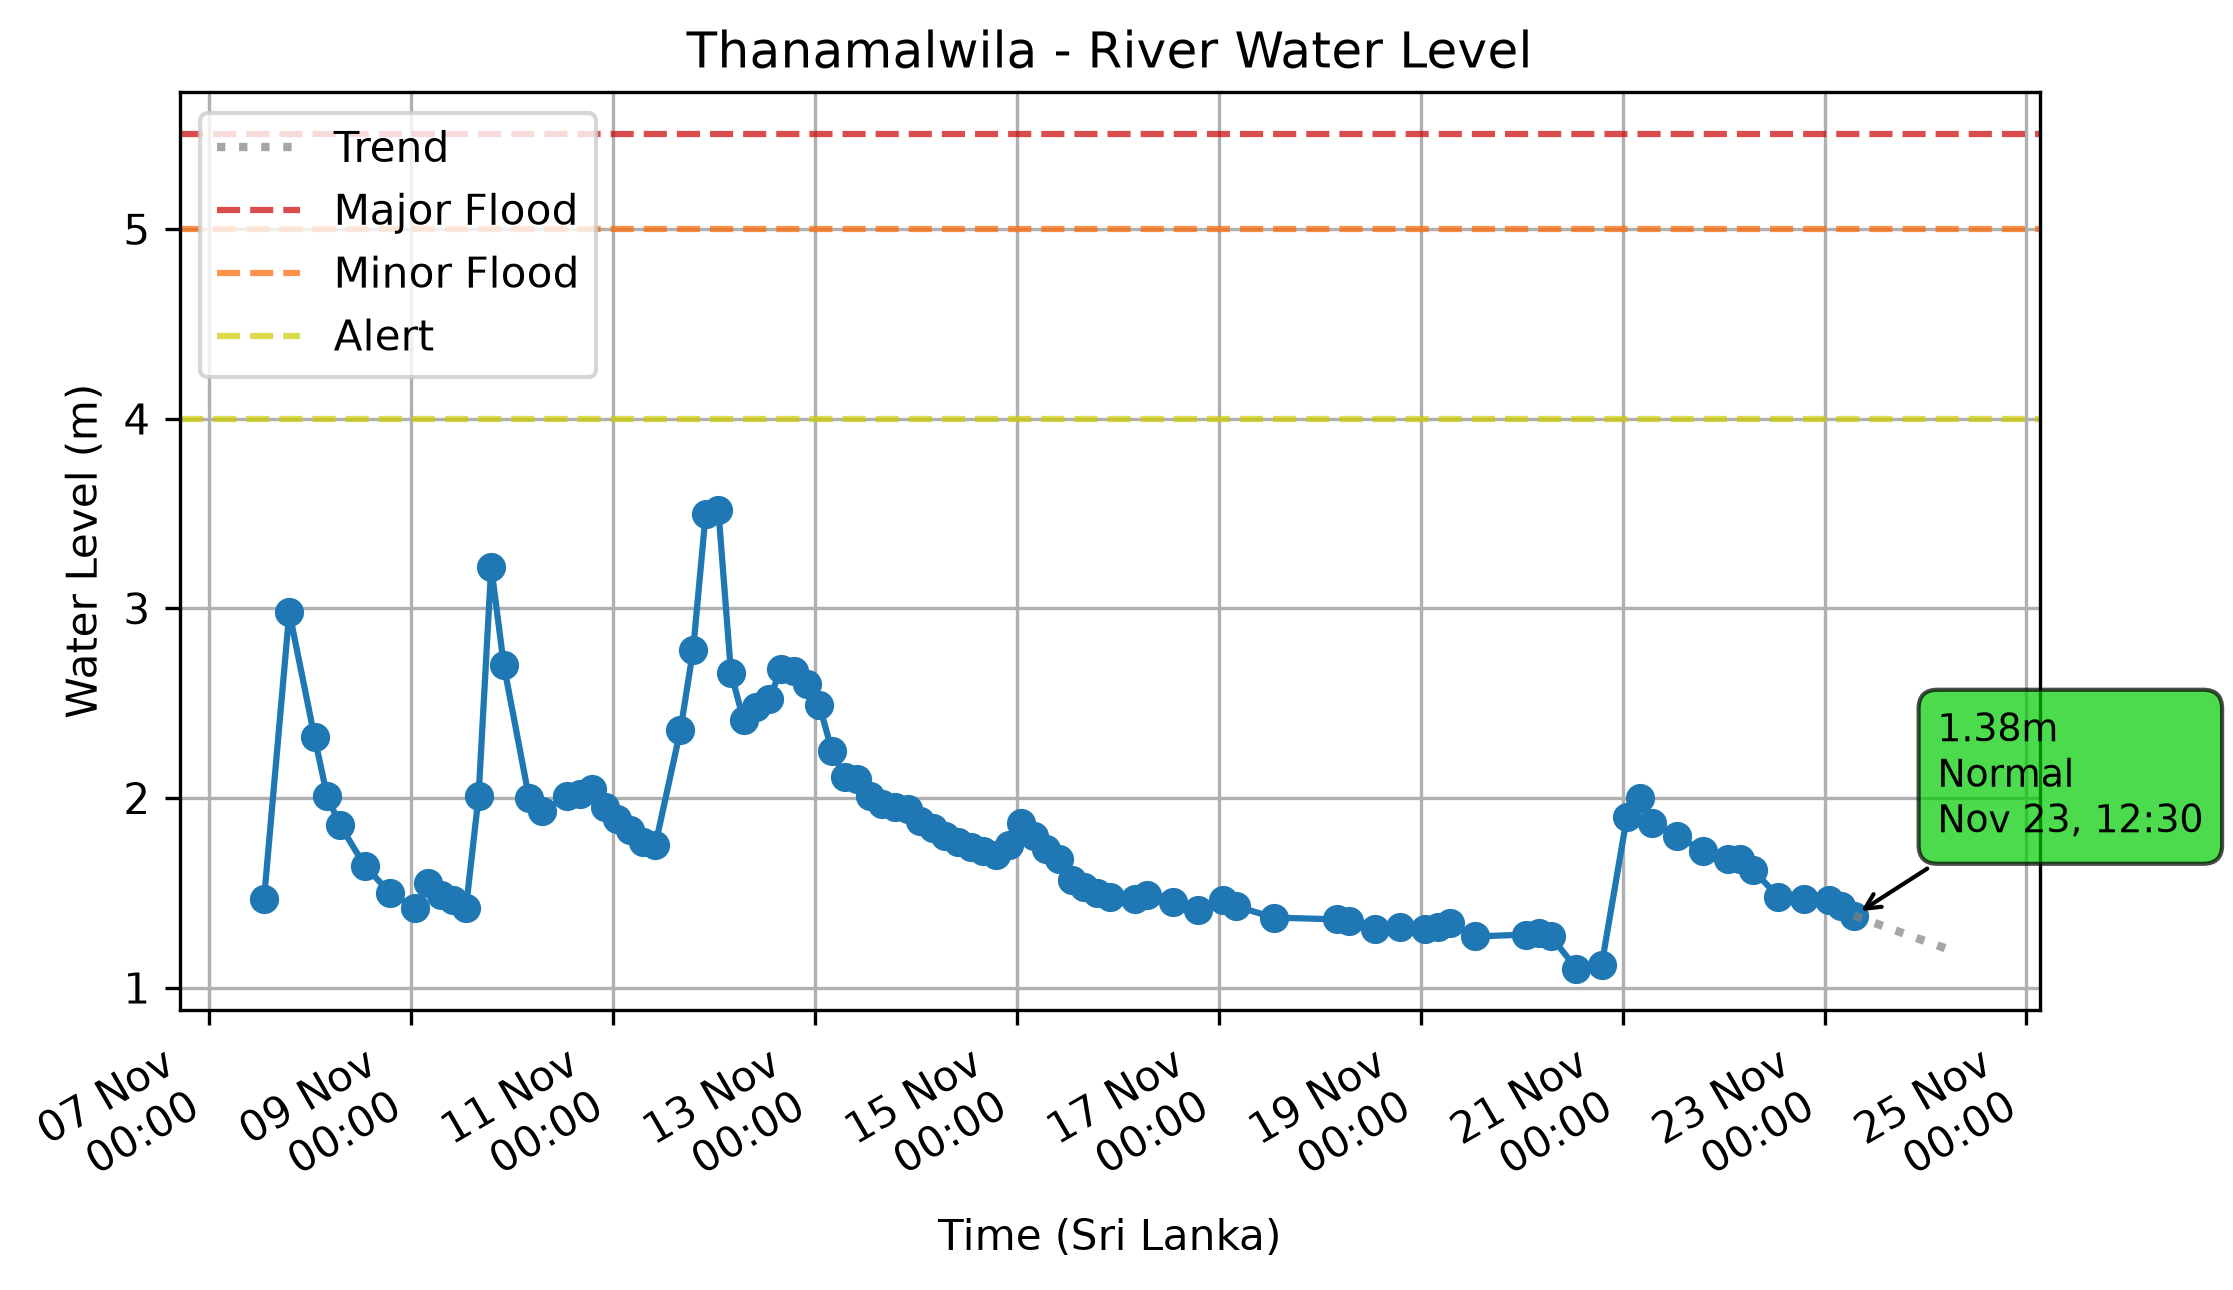 Thanamalwila - River Water Level
Trend
Major Flood
Minor Flood
Alert
Water Level (m)
5
4
3
2
1
1.38m
Normal
Nov 23, 12:30
07 Nov
00:00
09 Nov
00:00
11 Nov
00:00
13 Nov
00:00
15 Nov
00:00
17 Nov
00:00
19 Nov
00:00
21 Nov
00:00
23 Nov
00:00
25 Nov
00:00
Time (Sri Lanka)